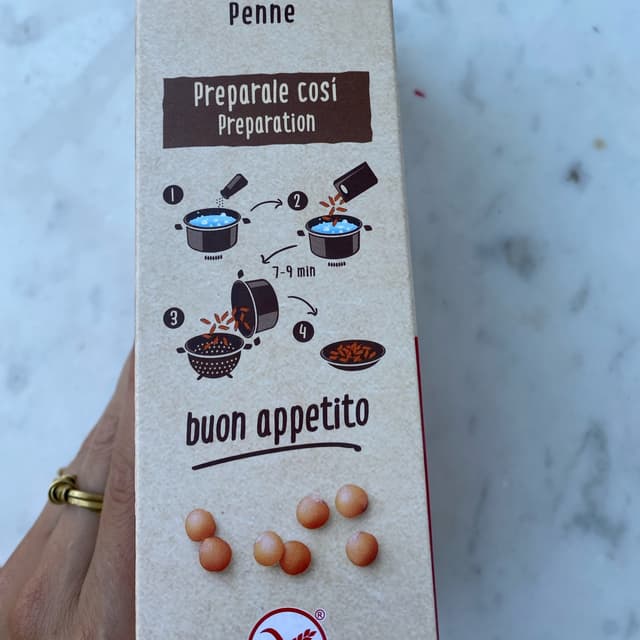 Penne
Preparale così
Preparation
1
2
7-9 min
3
4
buon appetito
®